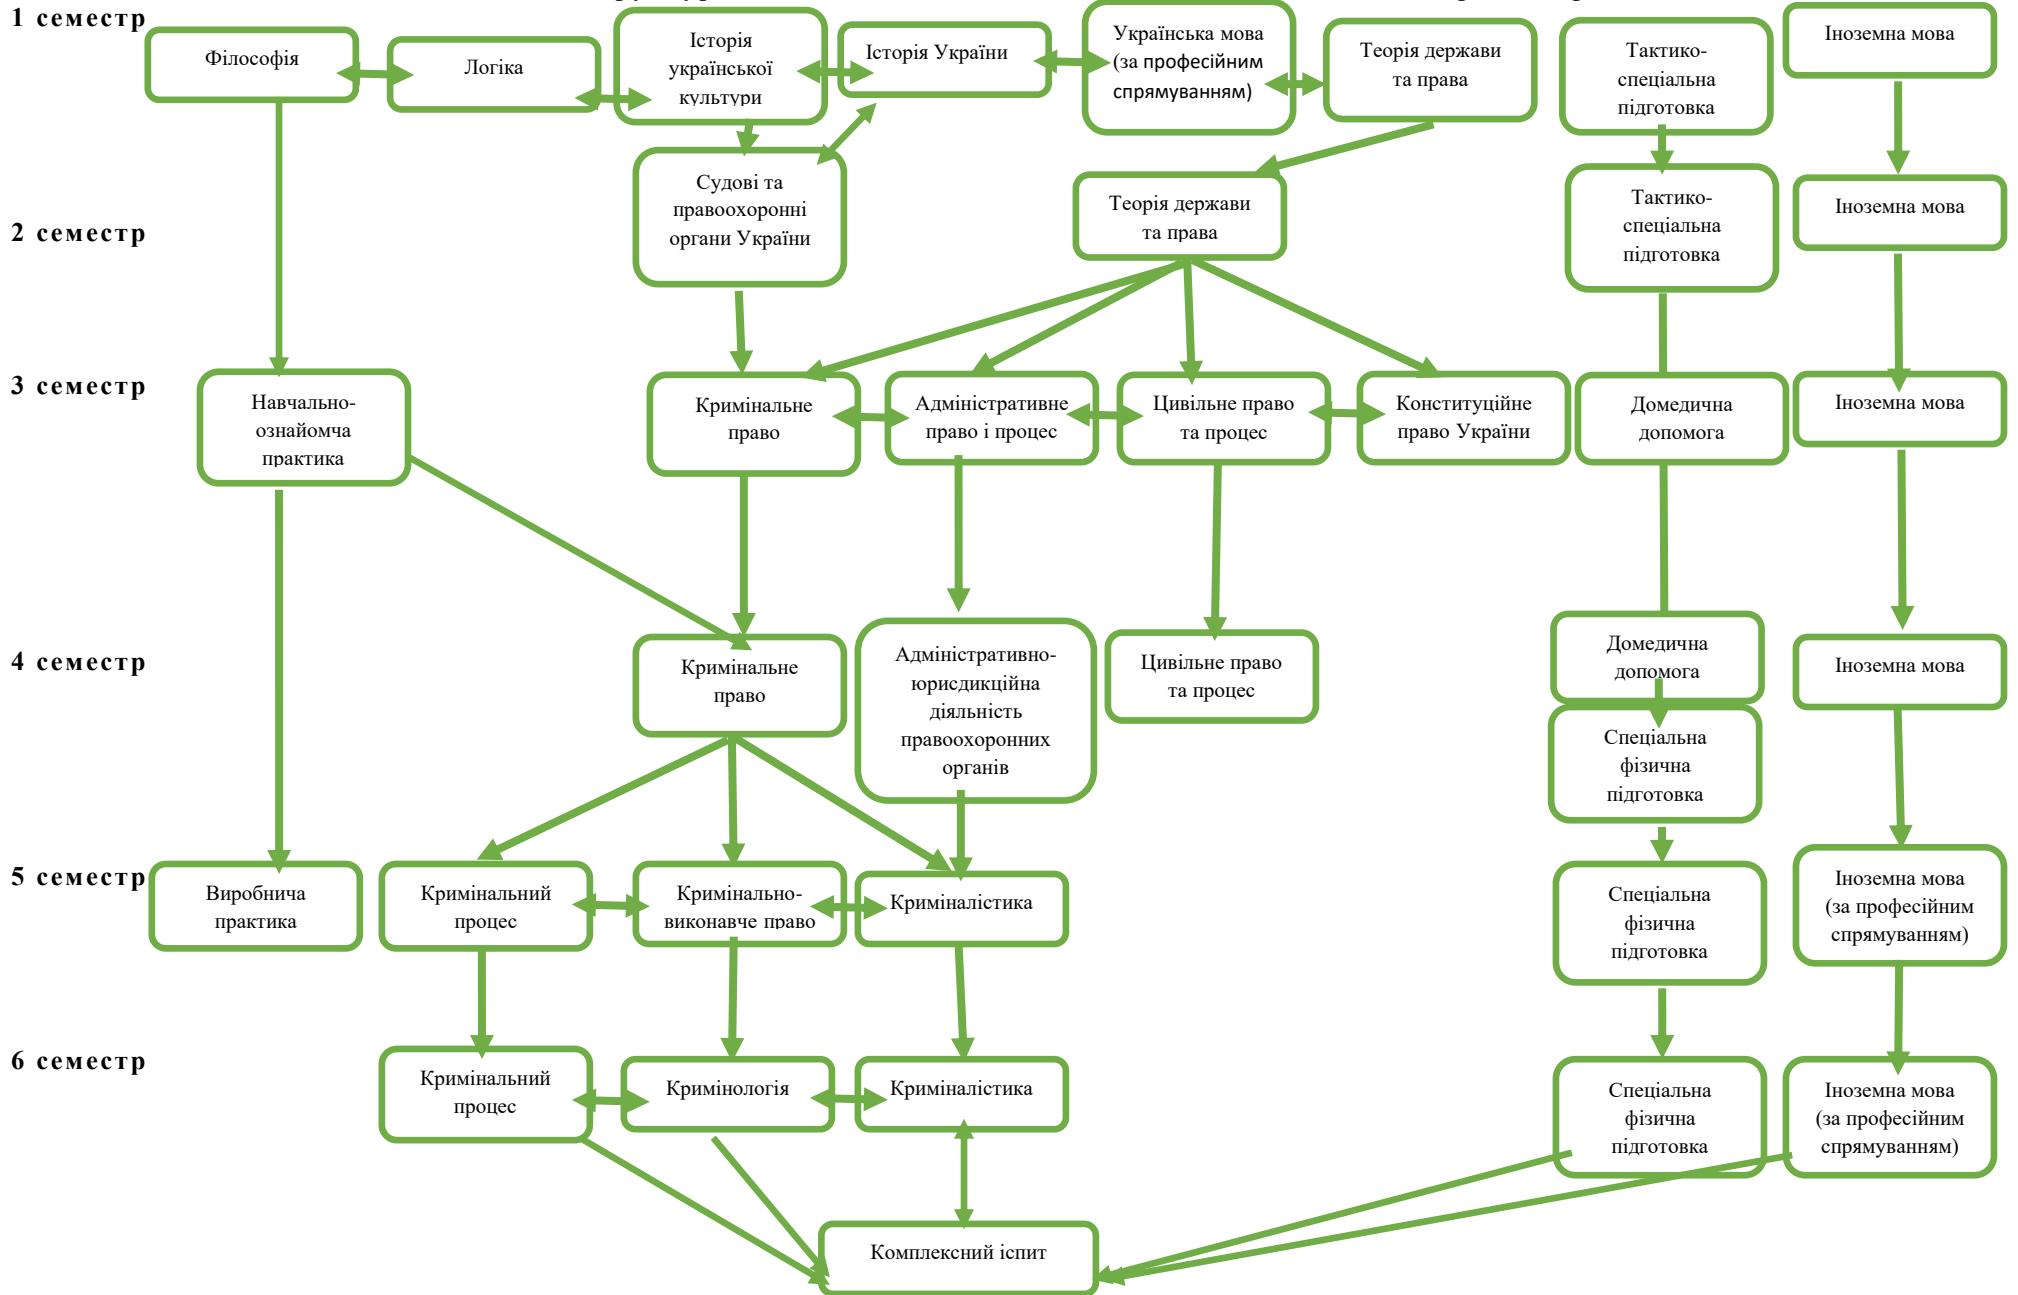 1 семестр
Філософія
Логіка
Історія
української
культури
Історія України
Українська мова
(за професійним
спрямуванням)
Теорія держави
та права
Тактико-
спеціальна
підготовка
Іноземна мова
2 семестр
Судові та
правоохоронні
органи України
Теорія держави
та права
Тактико-
спеціальна
підготовка
Іноземна мова
3 семестр
Навчально-
ознайомча
практика
Кримінальне
право
Адміністративне
право і процес
Цивільне право
та процес
Конституційне
право України
Домедична
допомога
Іноземна мова
4 семестр
Кримінальне
право
Адміністративно-
юрисдикційна
діяльність
правоохоронних
органів
Цивільне право
та процес
Домедична
допомога
Спеціальна
фізична
підготовка
Іноземна мова
5 семестр
Виробнича
практика
Кримінальний
процес
Кримінально-
виконавче право
Криміналістика
Спеціальна
фізична
підготовка
Іноземна мова
(за професійним
спрямуванням)
6 семестр
Кримінальний
процес
Кримінологія
Криміналістика
Спеціальна
фізична
підготовка
Іноземна мова
(за професійним
спрямуванням)
Комплексний іспит